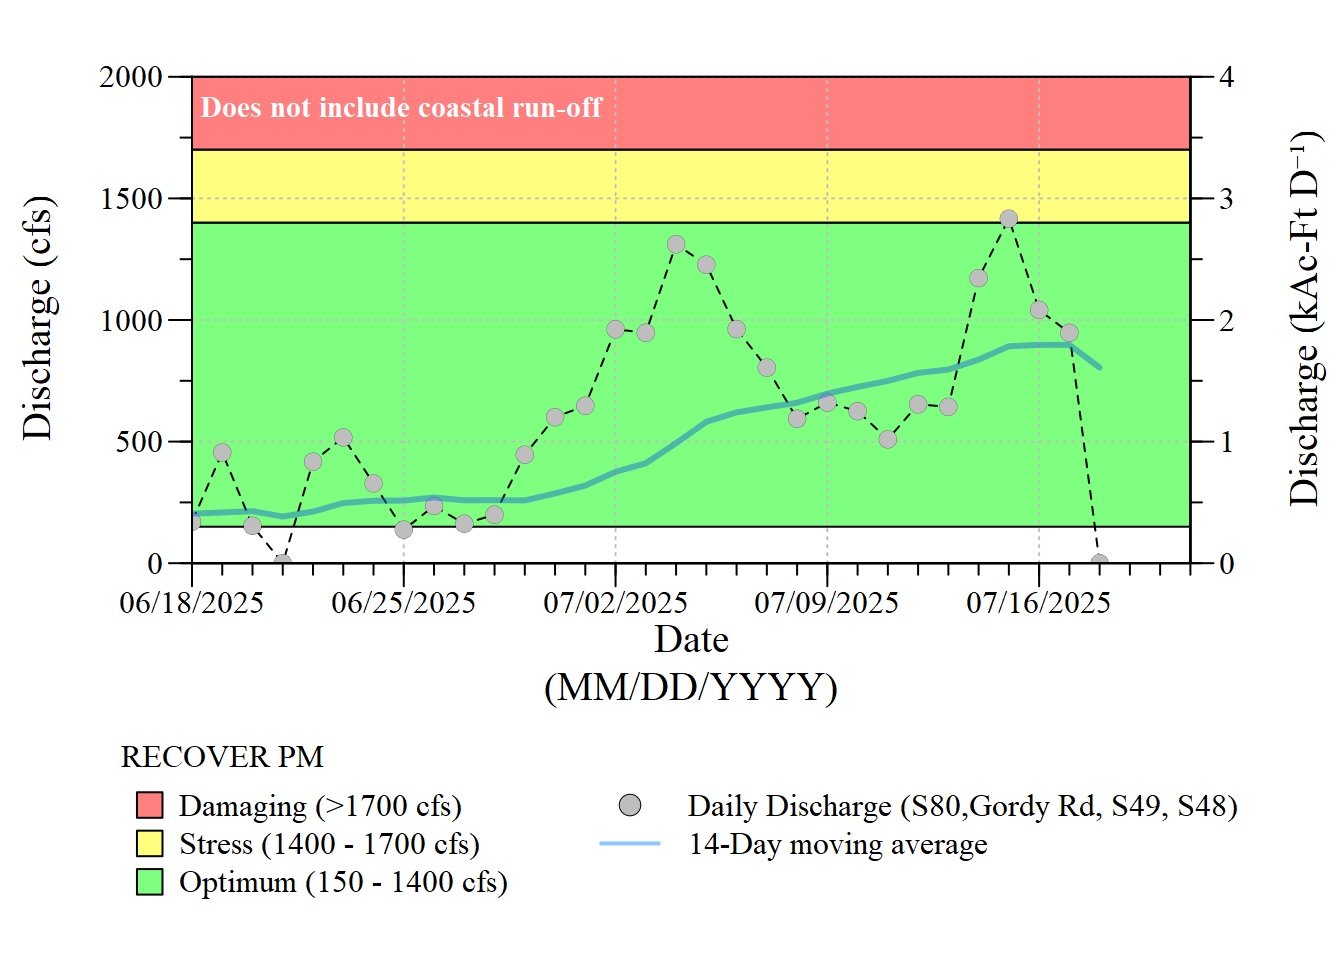 Does not include coastal run-off
Discharge (cfs)
2000
1500
1000
500
0
4
3
2
1
0
Discharge (kAc-Ft D⁻¹)
06/18/2025 06/25/2025 07/02/2025 07/09/2025 07/16/2025
Date
(MM/DD/YYYY)
RECOVER PM
Damaging (>1700 cfs)
Stress (1400 - 1700 cfs)
Optimum (150 - 1400 cfs)
Daily Discharge (S80,Gordy Rd, S49, S48)
14-Day moving average